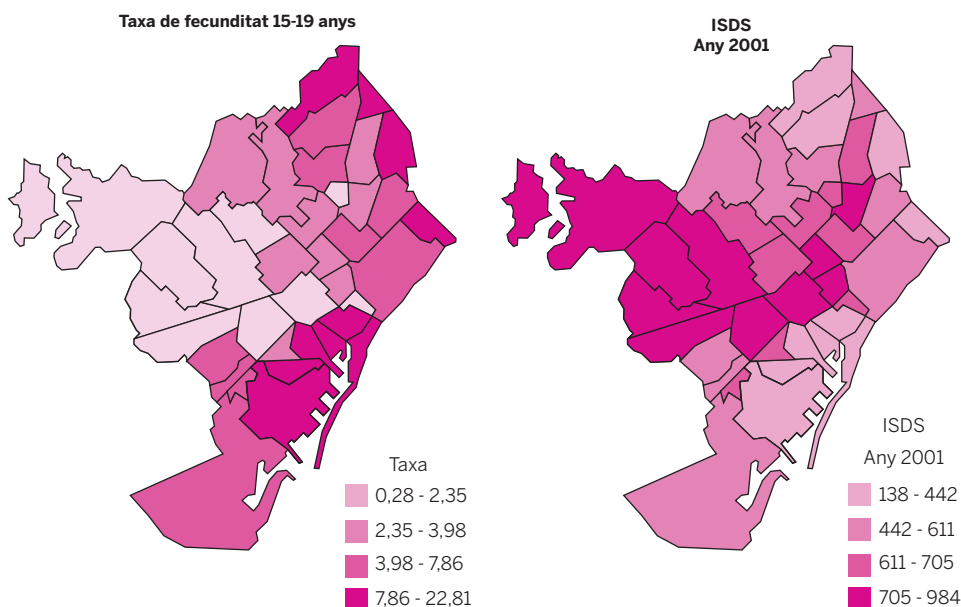 Taxa de fecunditat 15-19 anys
Taxa
0,28 - 2,35
2,35 - 3,98
3,98 - 7,86
7,86 - 22,81
ISDS
Any 2001
ISDS
Any 2001
138 - 442
442 - 611
611 - 705
705 - 984